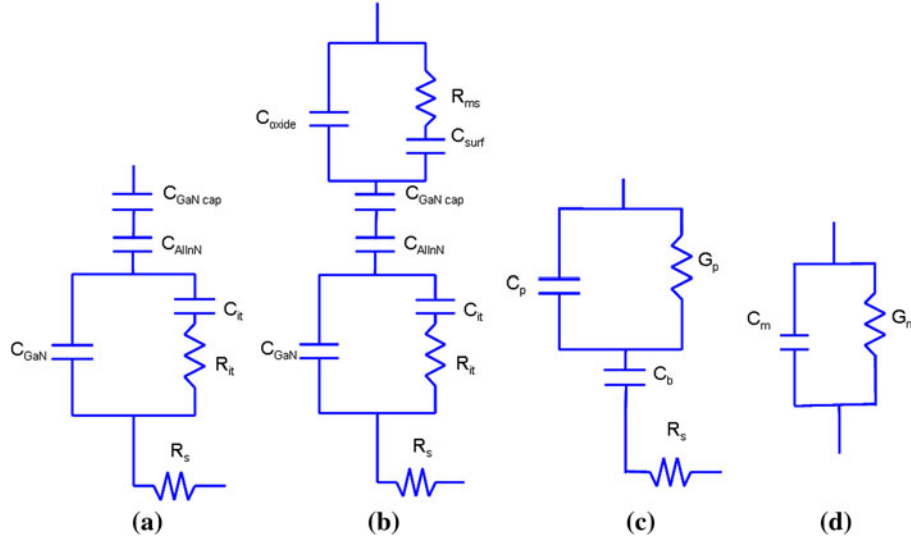 C_GaN cap
C_AlInN
C_it
C_GaN
R_it
R_s
(a)
C_oxide
R_ms
C_surf
C_GaN cap
C_AlInN
C_it
C_GaN
R_it
R_s
(b)
C_p
G_p
C_b
R_s
(c)
C_m
(d)